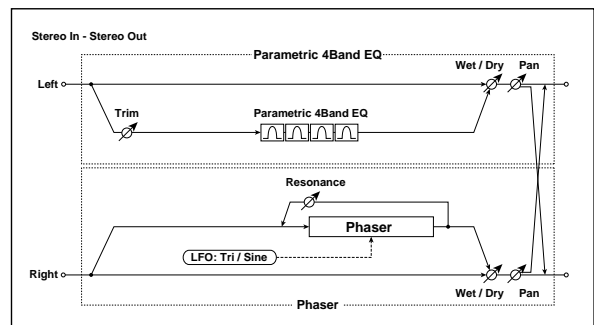 Stereo In - Stereo Out
Parametric 4Band EQ
Wet / Dry
Pan
Left
Trim
Parametric 4Band EQ
Resonance
Phaser
LFO: Tri / Sine
Right
Wet / Dry
Pan
Phaser